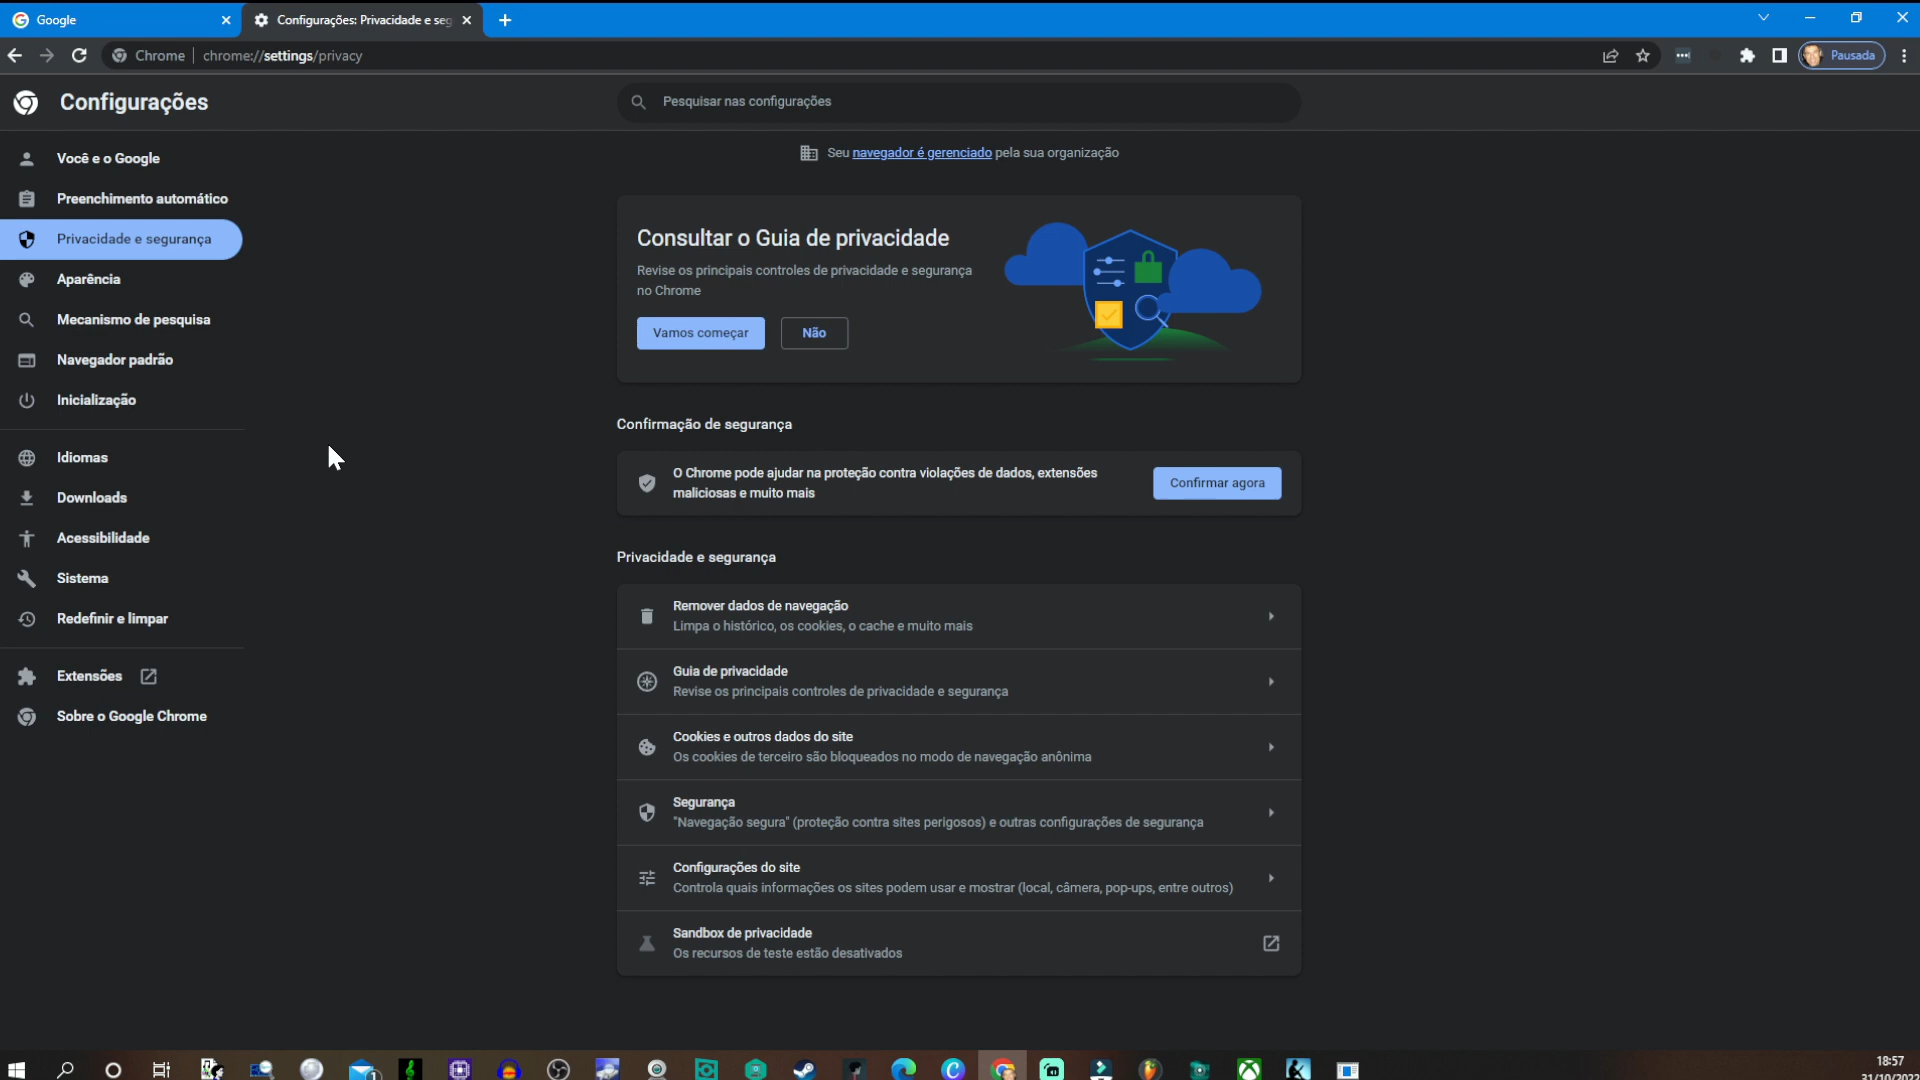 Google
Configurações: Privacidade e seg
Chrome
chrome://settings/privacy
Pausada
Configurações
Pesquisar nas configurações
Você e o Google
Preenchimento automático
Privacidade e segurança
Aparência
Mecanismo de pesquisa
Navegador padrão
Inicialização
Idiomas
Downloads
Acessibilidade
Sistema
Redefinir e limpar
Extensões
Sobre o Google Chrome
Seu navegador é gerenciado pela sua organização
Consultar o Guia de privacidade
Revise os principais controles de privacidade e segurança
no Chrome
Vamos começar
Não
Confirmação de segurança
O Chrome pode ajudar na proteção contra violações de dados, extensões
maliciosas e muito mais
Confirmar agora
Privacidade e segurança
Remover dados de navegação
Limpa o histórico, os cookies, o cache e muito mais
Guia de privacidade
Revise os principais controles de privacidade e segurança
Cookies e outros dados do site
Os cookies de terceiro são bloqueados no modo de navegação anônima
Segurança
"Navegação segura" (proteção contra sites perigosos) e outras configurações de segurança
Configurações do site
Controla quais informações os sites podem usar e mostrar (local, câmera, pop-ups, entre outros)
Sandbox de privacidade
Os recursos de teste estão desativados
1
18:57
31/10/2022